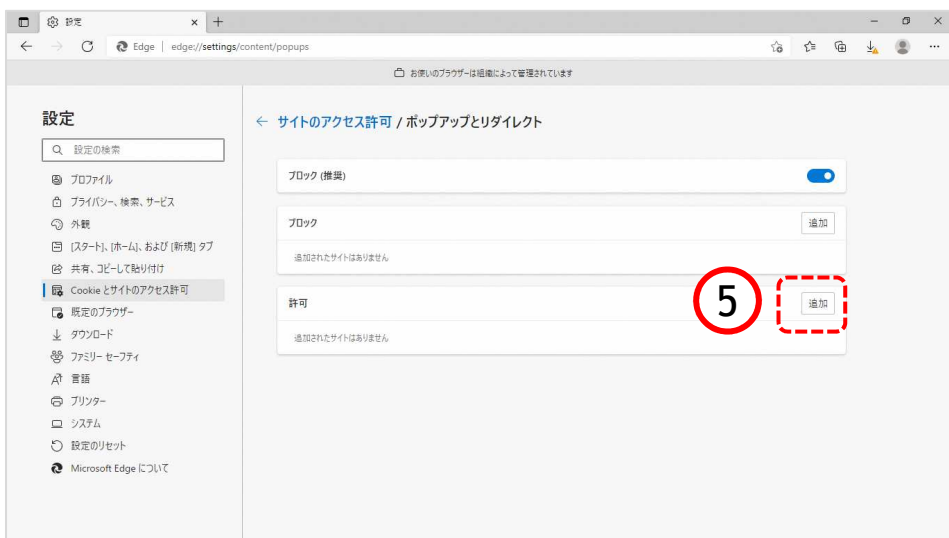 設定
Edge | edge://settings/content/popups
お使いのブラウザーは組織によって管理されています
設定
設定の検索
プロファイル
プライバシー、検索、サービス
外観
[スタート]、[ホーム]、および [新規] タブ
共有、コピーして貼り付け
Cookie とサイトのアクセス許可
既定のブラウザー
ダウンロード
ファミリー セーフティ
言語
プリンター
システム
設定のリセット
Microsoft Edge について
サイトのアクセス許可 / ポップアップとリダイレクト
ブロック (推奨)
ブロック
追加
追加されたサイトはありません
許可
5
追加
追加されたサイトはありません